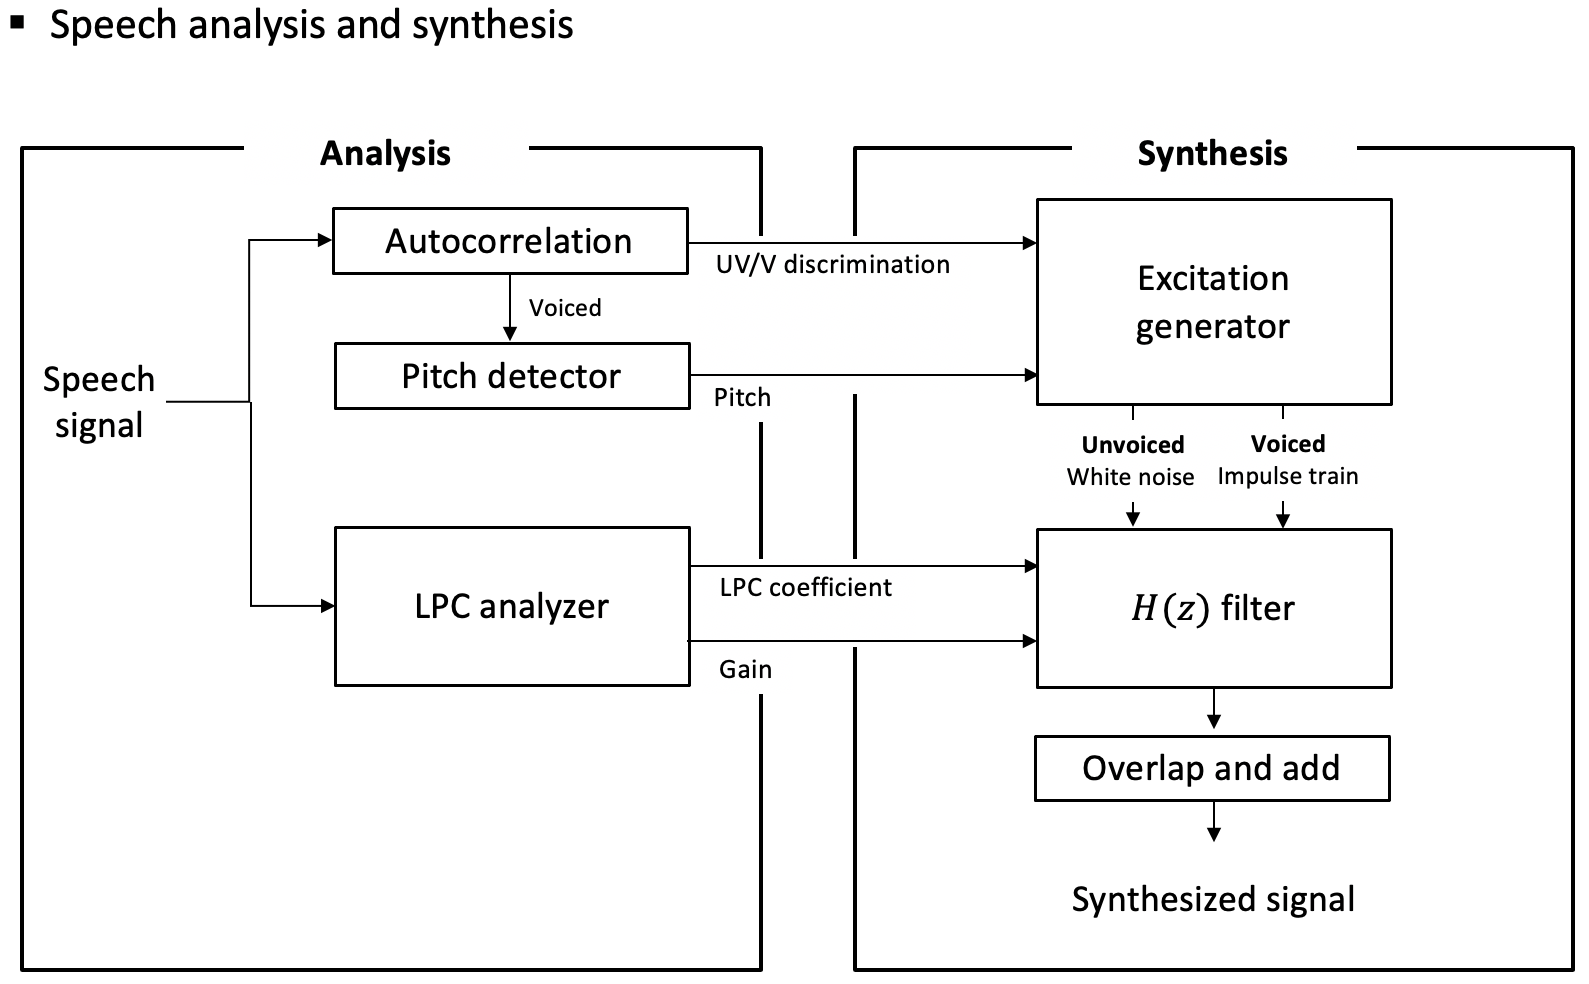 ▪ Speech analysis and synthesis
Analysis
Synthesis
Autocorrelation
UV/V discrimination
Voiced
Pitch detector
Pitch
Speech
signal
LPC analyzer
LPC coefficient
Gain
Excitation
generator
Unvoiced
White noise
Voiced
Impulse train
H(z) filter
Overlap and add
Synthesized signal